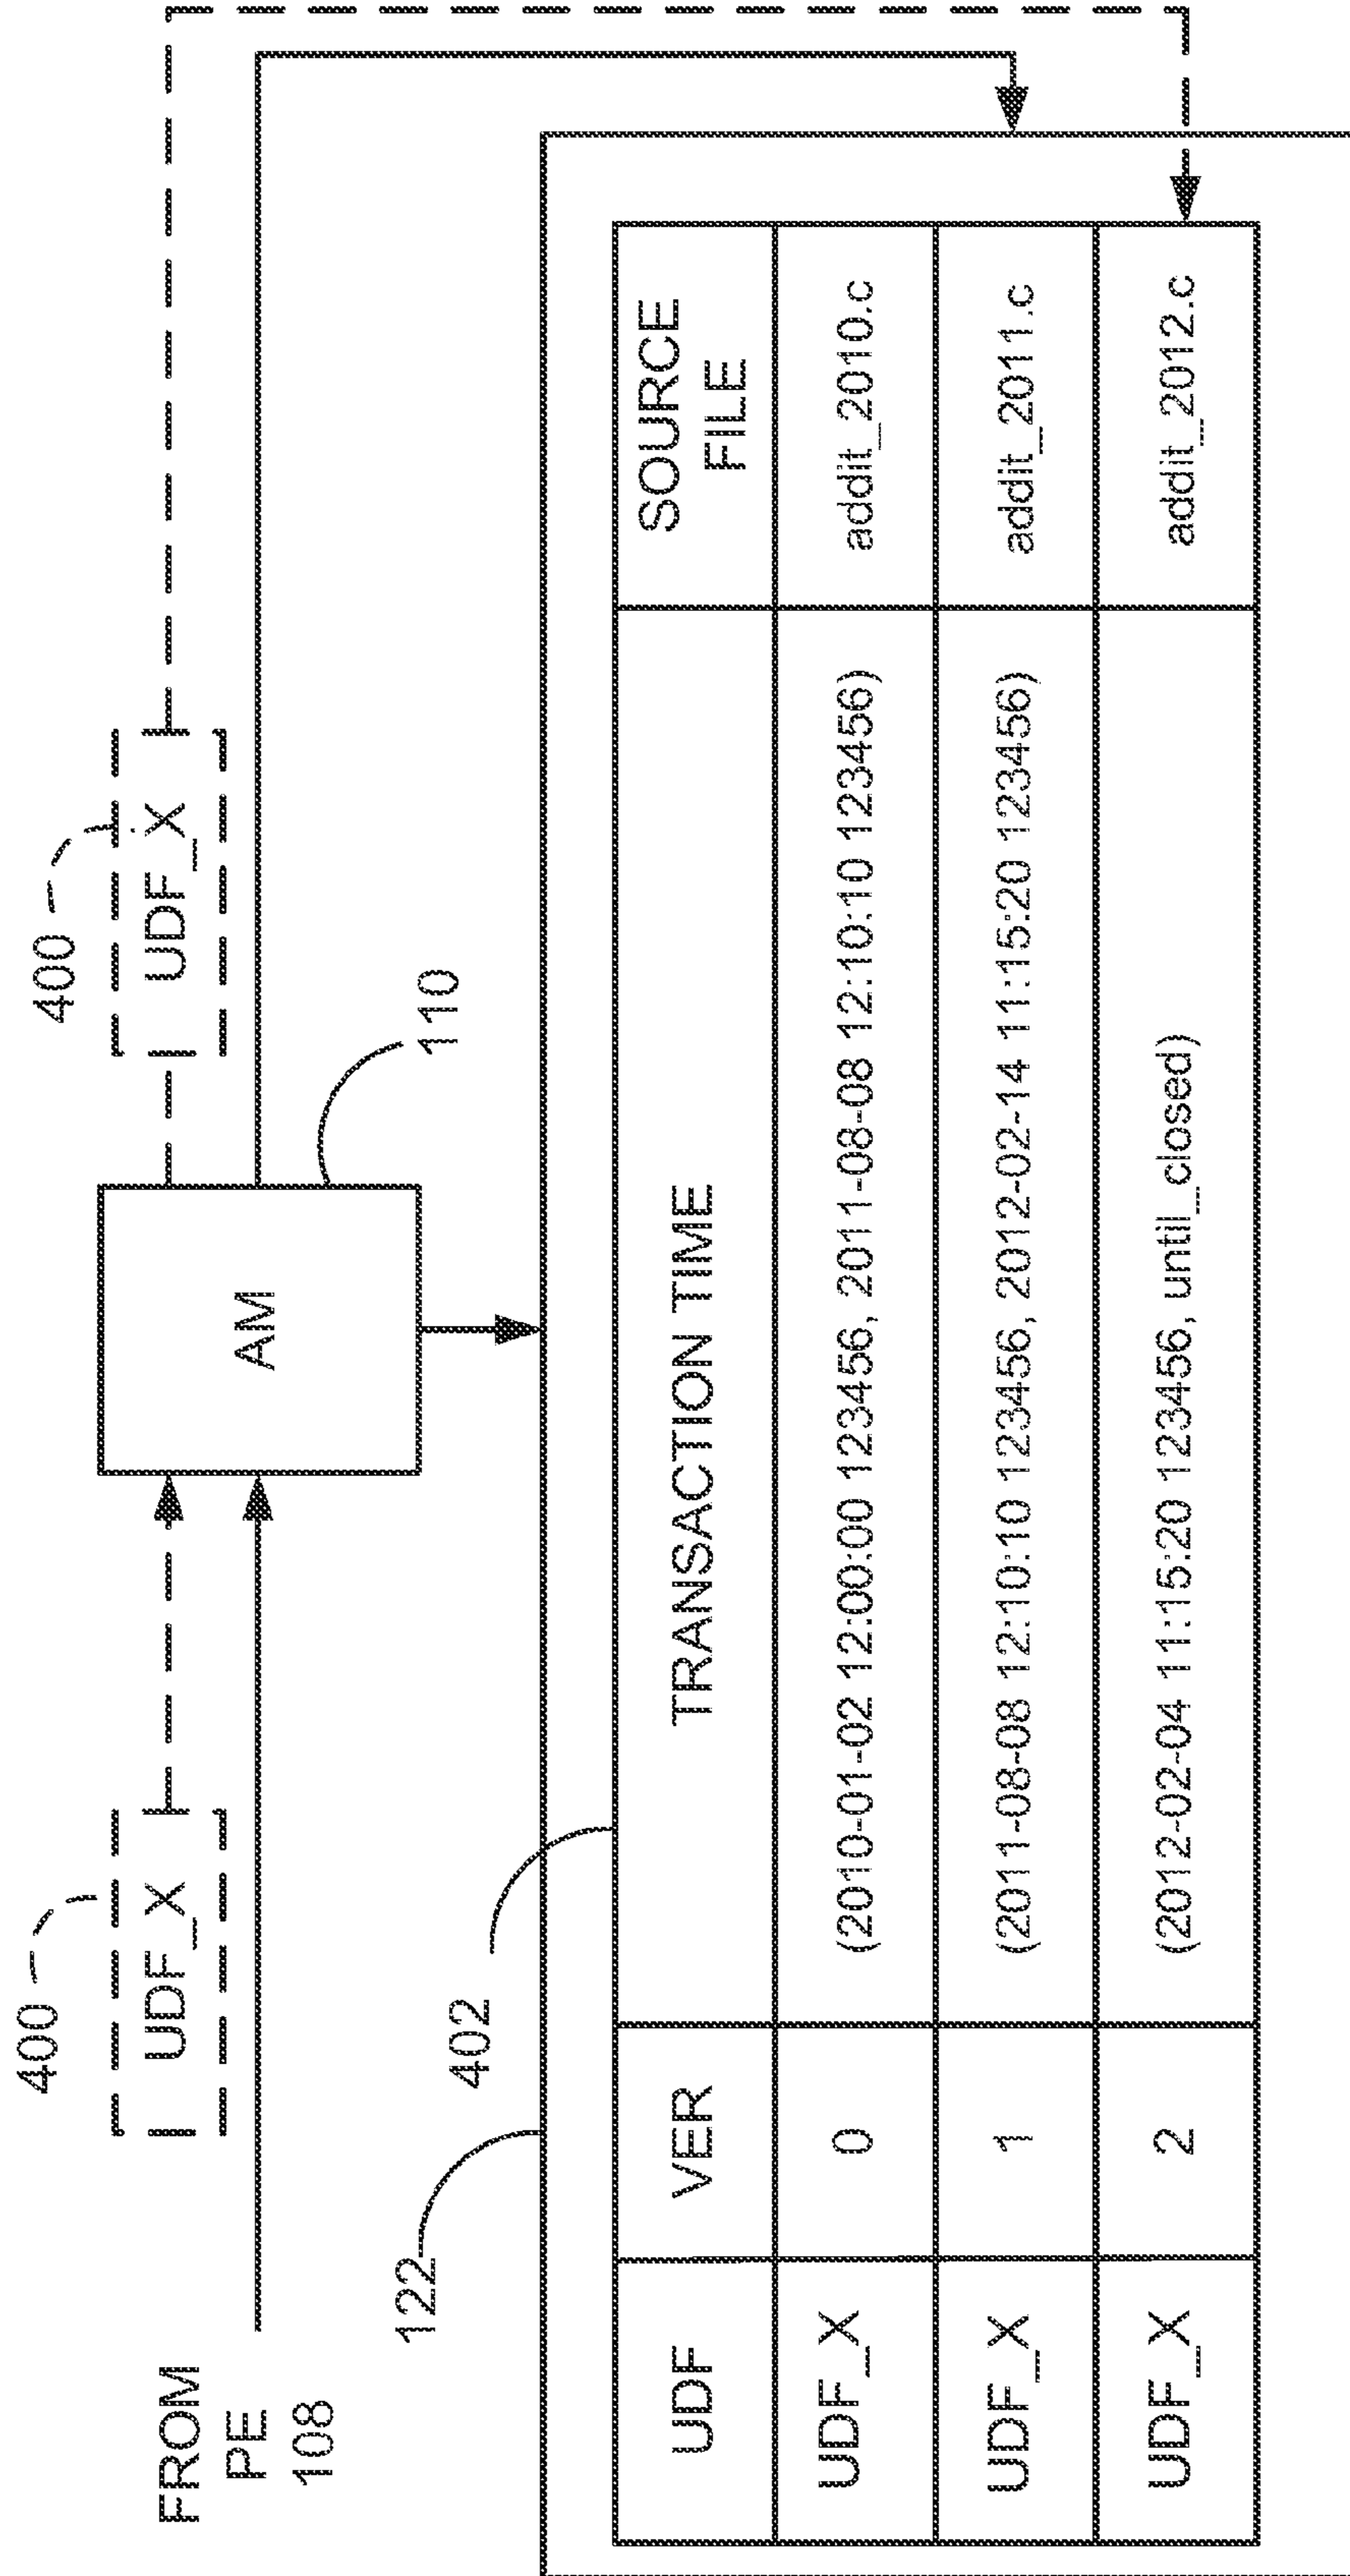 400
400
UDF_X
UDF_X
FROM
PE
108
AM
110
122
402
UDF VER TRANSACTION TIME SOURCE
FILE
UDF_X 0 (2010-01-02 12:00:00 123456, 2011-08-08 12:10:10 123456) addit_2010.c
UDF_X 1 (2011-08-08 12:10:10 123456, 2012-02-14 11:15:20 123456) addit_2011.c
UDF_X 2 (2012-02-04 11:15:20 123456, until_closed) addit_2012.c